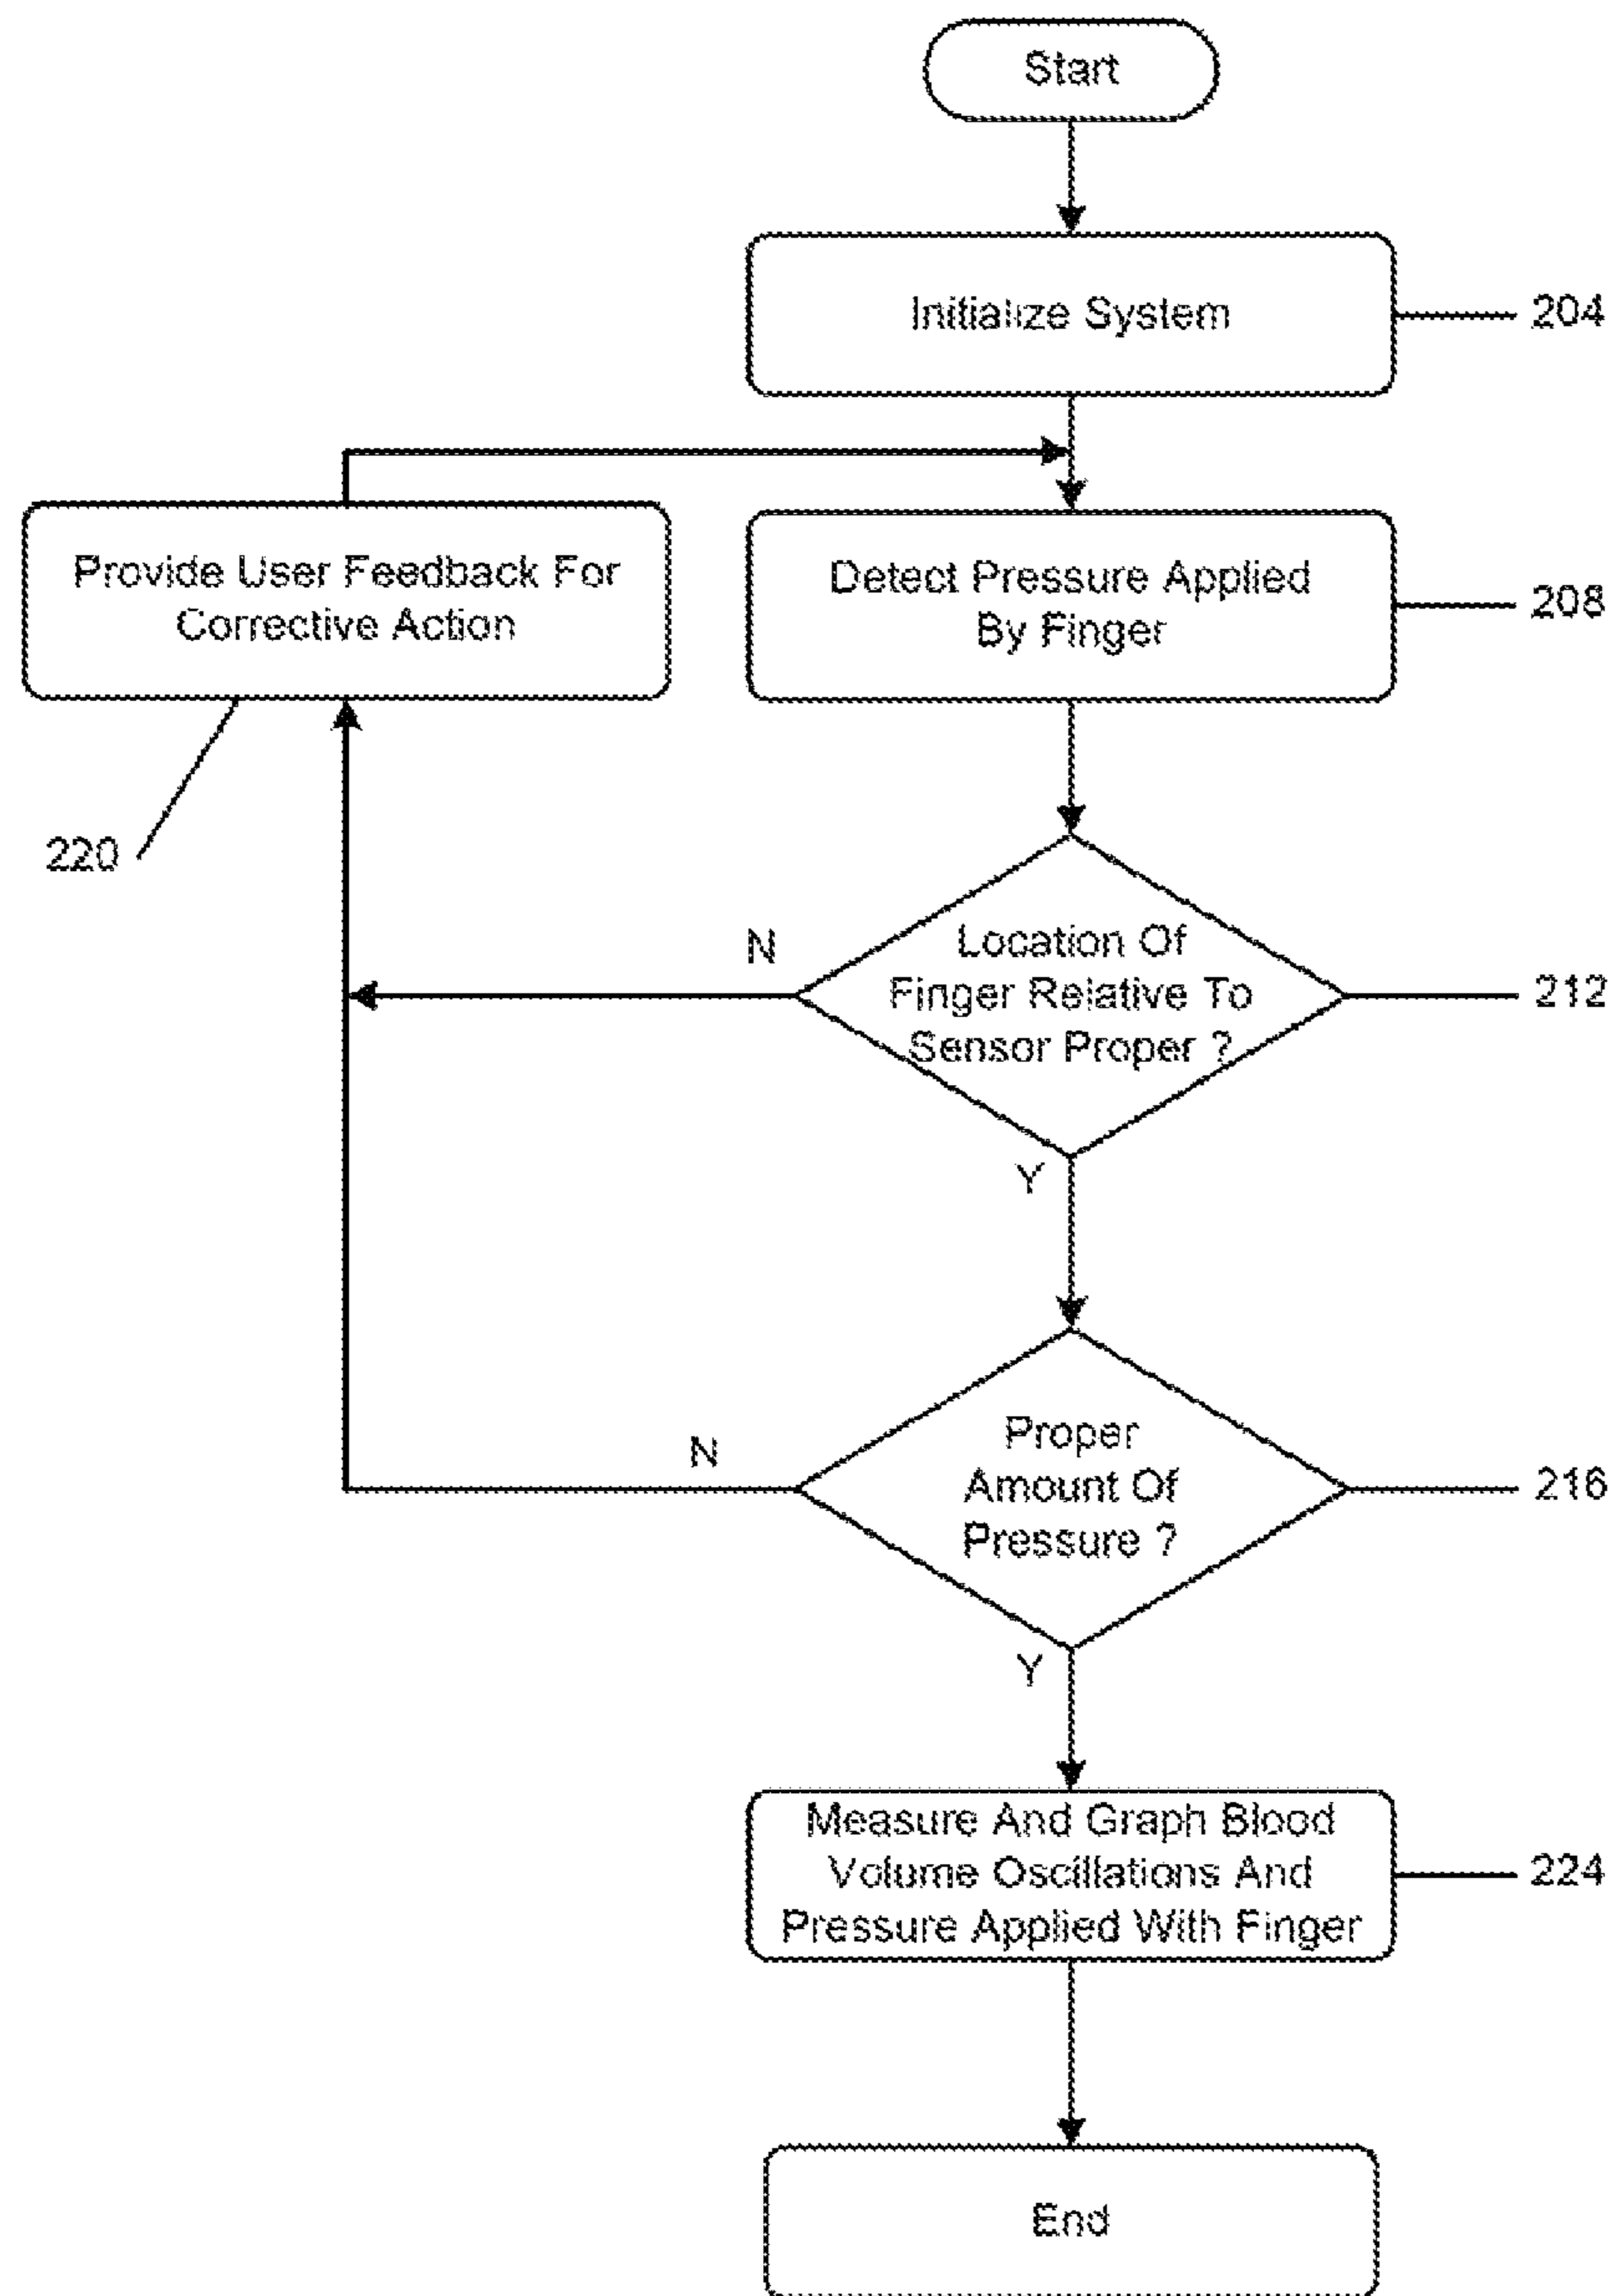 Start
Initialize System
204
Provide User Feedback For
Corrective Action
220
Detect Pressure Applied
By Finger
208
N
Location Of
Finger Relative To
Sensor Proper ?
212
Y
N
Proper
Amount Of
Pressure ?
216
Y
Measure And Graph Blood
Volume Oscillations And
Pressure Applied With Finger
224
End